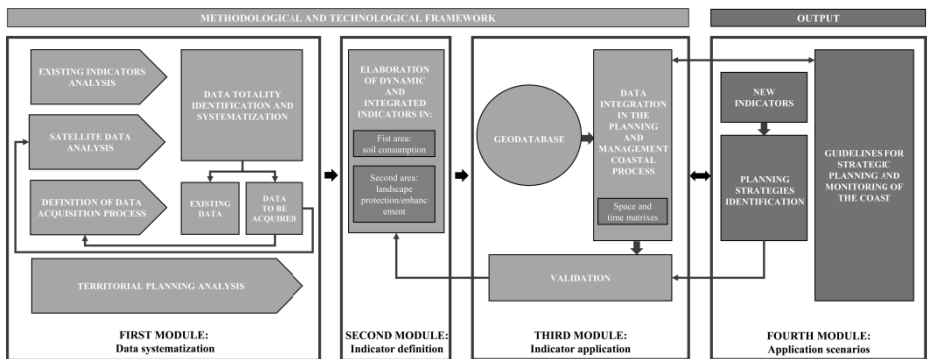 METHODOLOGICAL AND TECHNOLOGICAL FRAMEWORK
OUTPUT
EXISTING INDICATORS
ANALYSIS
SATELLITE DATA
ANALYSIS
DEFINITION OF DATA
ACQUISITION PROCESS
DATA TOTALITY
IDENTIFICATION AND
SYSTEMATIZATION
EXISTING
DATA
DATA
TO BE
ACQUIRED
TERRITORIAL PLANNING ANALYSIS
FIRST MODULE:
Data systematization
ELABORATION
OF DYNAMIC
AND
INTEGRATED
INDICATORS IN:
Fist area:
soil consumption
Second area:
landscape
protection/enhanc
ement
SECOND MODULE:
Indicator definition
GEODATABASE
DATA
INTEGRATION
IN THE
PLANNING
AND
MANAGEMENT
COASTAL
PROCESS
Space and
time matrixes
VALIDATION
THIRD MODULE:
Indicator application
NEW
INDICATORS
PLANNING
STRATEGIES
IDENTIFICATION
GUIDELINES FOR
STRATEGIC
PLANNING AND
MONITORING OF
THE COAST
FOURTH MODULE:
Application scenarios